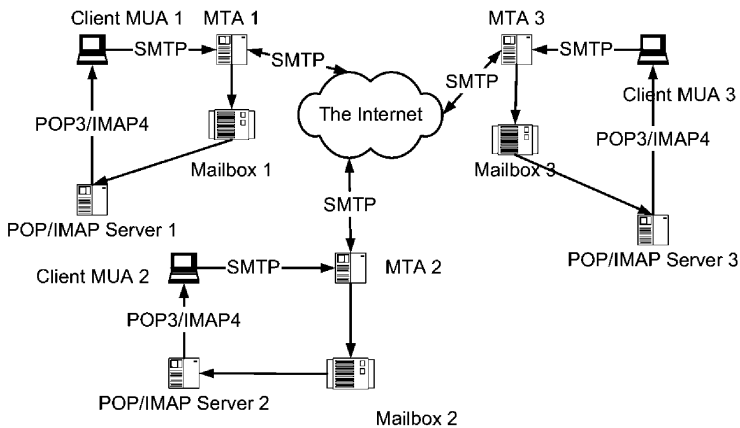 Client MUA 1
MTA 1
MTA 3
SMTP
SMTP
SMTP
SMTP
The Internet
Client MUA 3
POP3/IMAP4
POP3/IMAP4
Mailbox 1
Mailbox 3
SMTP
POP/IMAP Server 1
POP/IMAP Server 3
Client MUA 2
SMTP
MTA 2
POP3/IMAP4
POP/IMAP Server 2
Mailbox 2